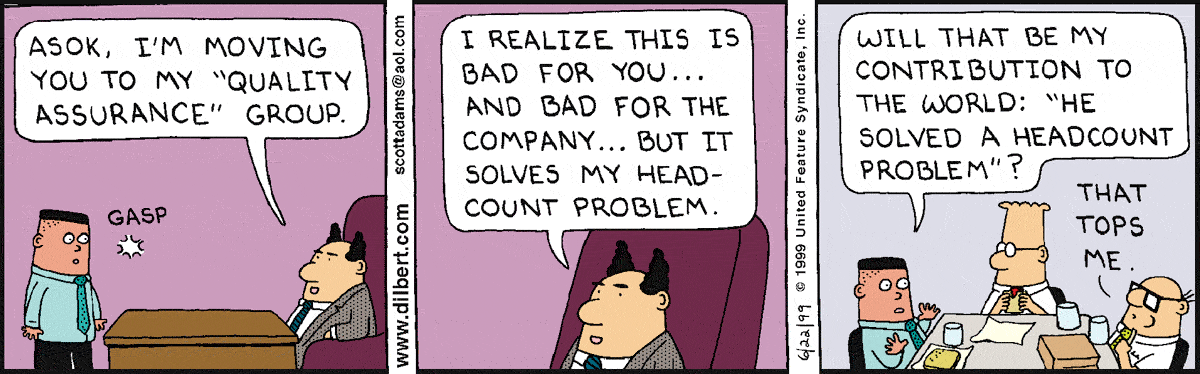 ASOK, I'M MOVING
YOU TO MY "QUALITY
ASSURANCE" GROUP.
GASP
www.dilbert.com scottadams@aol.com
I REALIZE THIS IS
BAD FOR YOU...
AND BAD FOR THE
COMPANY... BUT IT
SOLVES MY HEAD-
COUNT PROBLEM.
6/22/99 © 1999 United Feature Syndicate, Inc.
WILL THAT BE MY
CONTRIBUTION TO
THE WORLD: "HE
SOLVED A HEADCOUNT
PROBLEM"?
THAT
TOPS
ME.